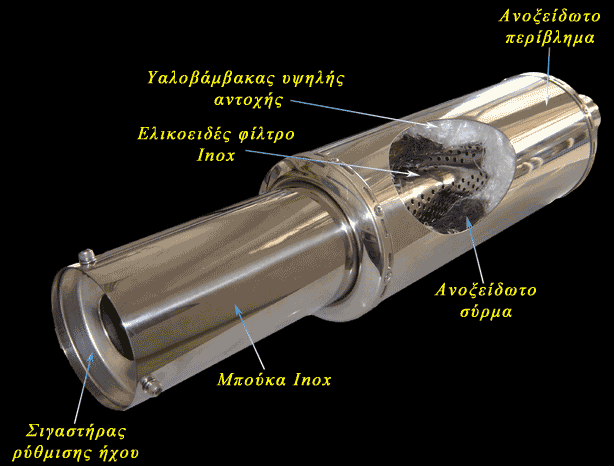 Ανοξείδωτο
περίβλημα
Υαλοβάμβακας υψηλής
αντοχής
Ελικοειδές φίλτρο
Inox
Ανοξείδωτο
σύρμα
Μπούκα Inox
Σιγαστήρας
ρύθμισης ήχου